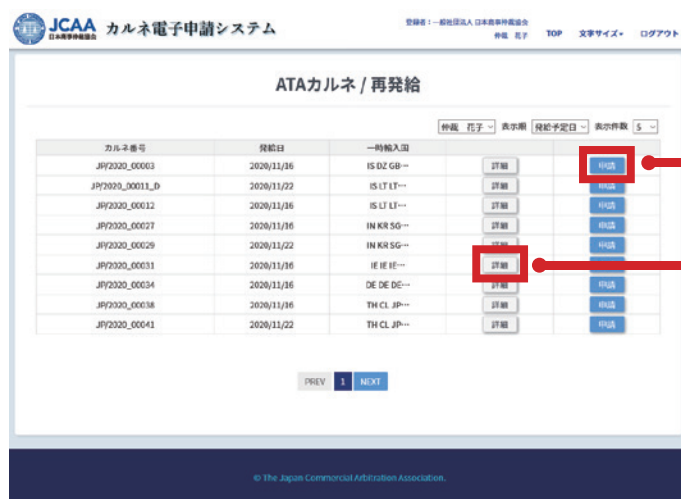 JCAA カルネ電子申請システム
日本商事仲裁協会
登録者：一般社団法人 日本商事仲裁協会
仲裁 花子 TOP 文字サイズ ログアウト
ATAカルネ / 再発給
仲裁 花子 表示順 発給予定日 表示件数 5
カルネ番号 発給日 一時輸入国
JP/2020_00003 2020/11/16 IS DZ GB… 詳細 申請
JP/2020_00011_D 2020/11/22 IS LT LT… 詳細 申請
JP/2020_00012 2020/11/16 IS LT LT… 詳細 申請
JP/2020_00027 2020/11/16 IN KR SG… 詳細 申請
JP/2020_00029 2020/11/22 IN KR SG… 詳細 申請
JP/2020_00031 2020/11/16 IE IE IE… 詳細 申請
JP/2020_00034 2020/11/16 DE DE DE… 詳細 申請
JP/2020_00038 2020/11/16 TH CL JP… 詳細 申請
JP/2020_00041 2020/11/22 TH CL JP… 詳細 申請
PREV 1 NEXT
© The Japan Commercial Arbitration Association.